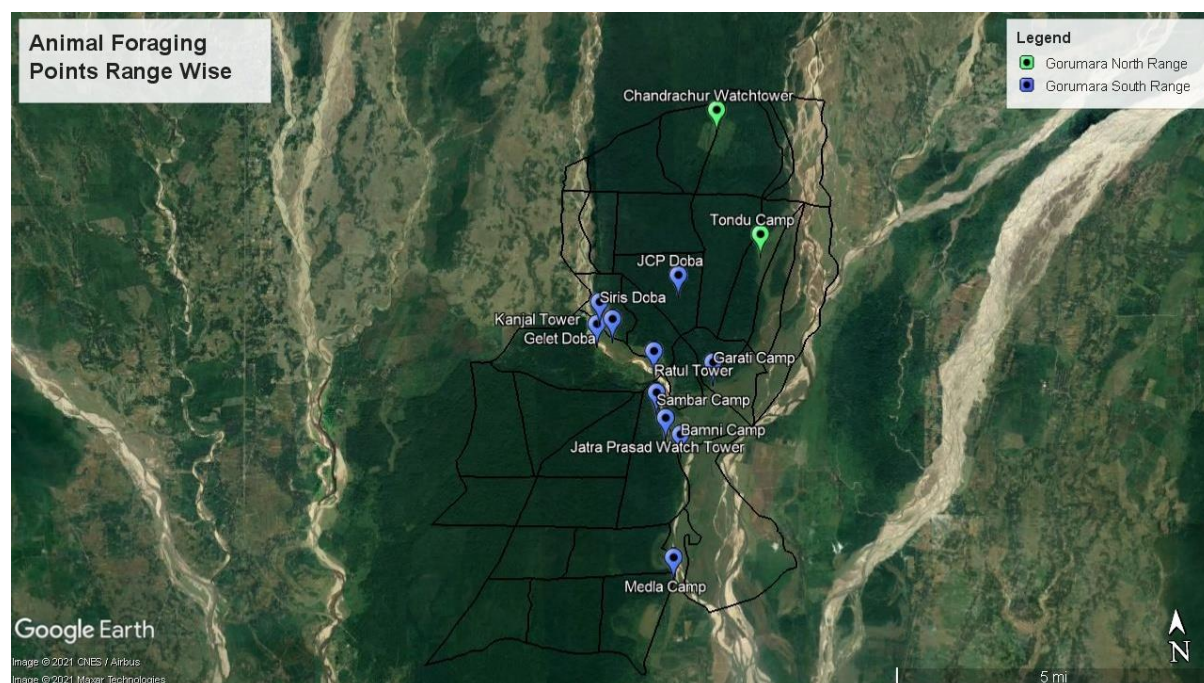 Animal Foraging
Points Range Wise
Legend
Gorumara North Range
Gorumara South Range
Chandrachur Watchtower
Tondu Camp
JCP Doba
Siris Doba
Kanjal Tower
Gelet Doba
Garati Camp
Ratul Tower
Sambar Camp
Bamni Camp
Jatra Prasad Watch Tower
Medla Camp
Google Earth
N
Image © 2021 CNES / Airbus
Image © 2021 Maxar Technologies
5 mi